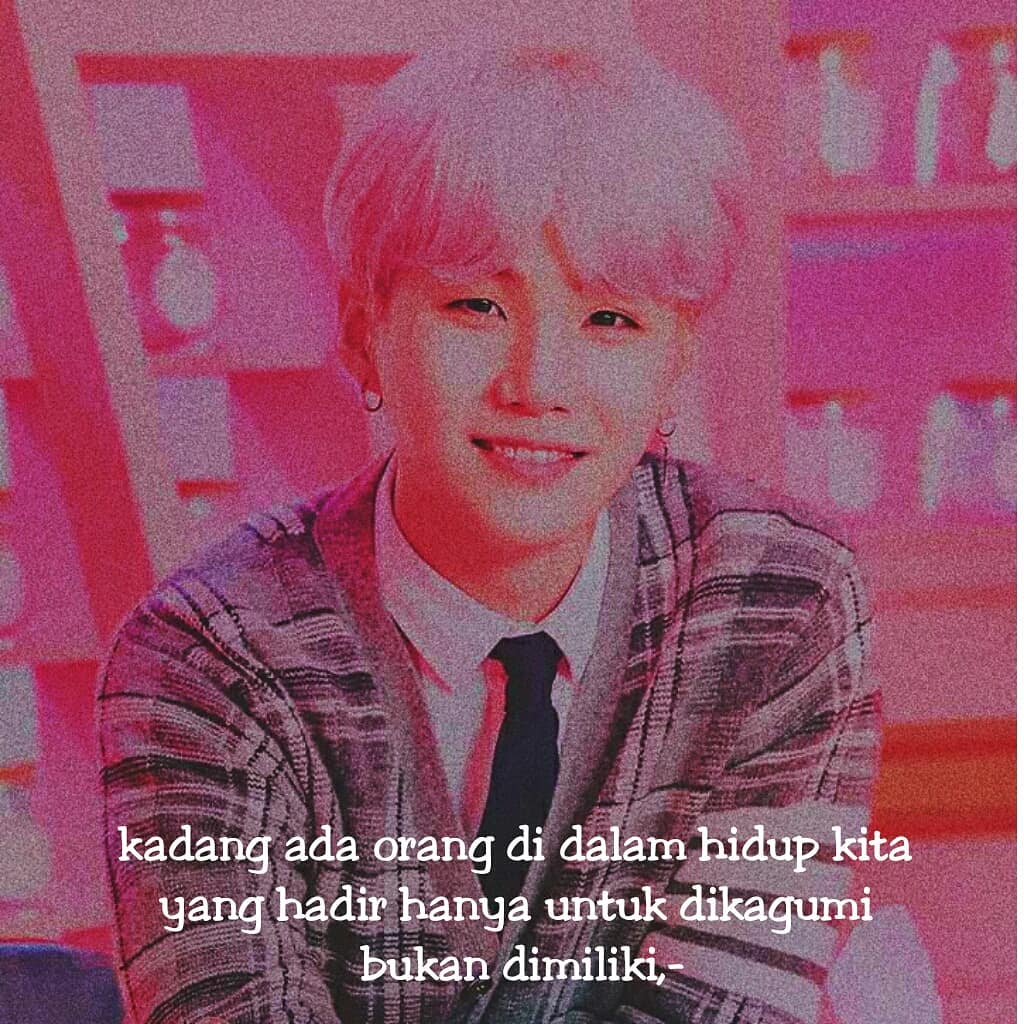 kadang ada orang di dalam hidup kita
yang hadir hanya untuk dikagumi
bukan dimiliki,-